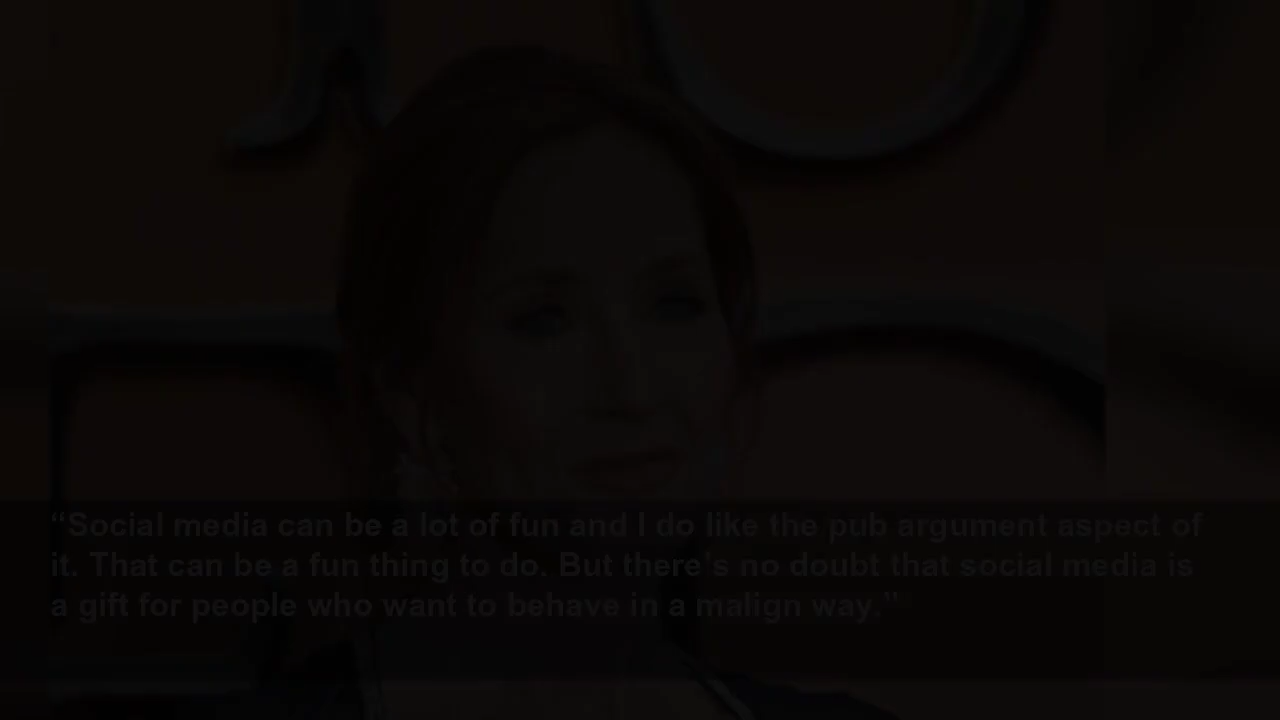 “Social media can be a lot of fun and I do like the pub argument aspect of
it. That can be a fun thing to do. But there's no doubt that social media is
a gift for people who want to behave in a malign way.”